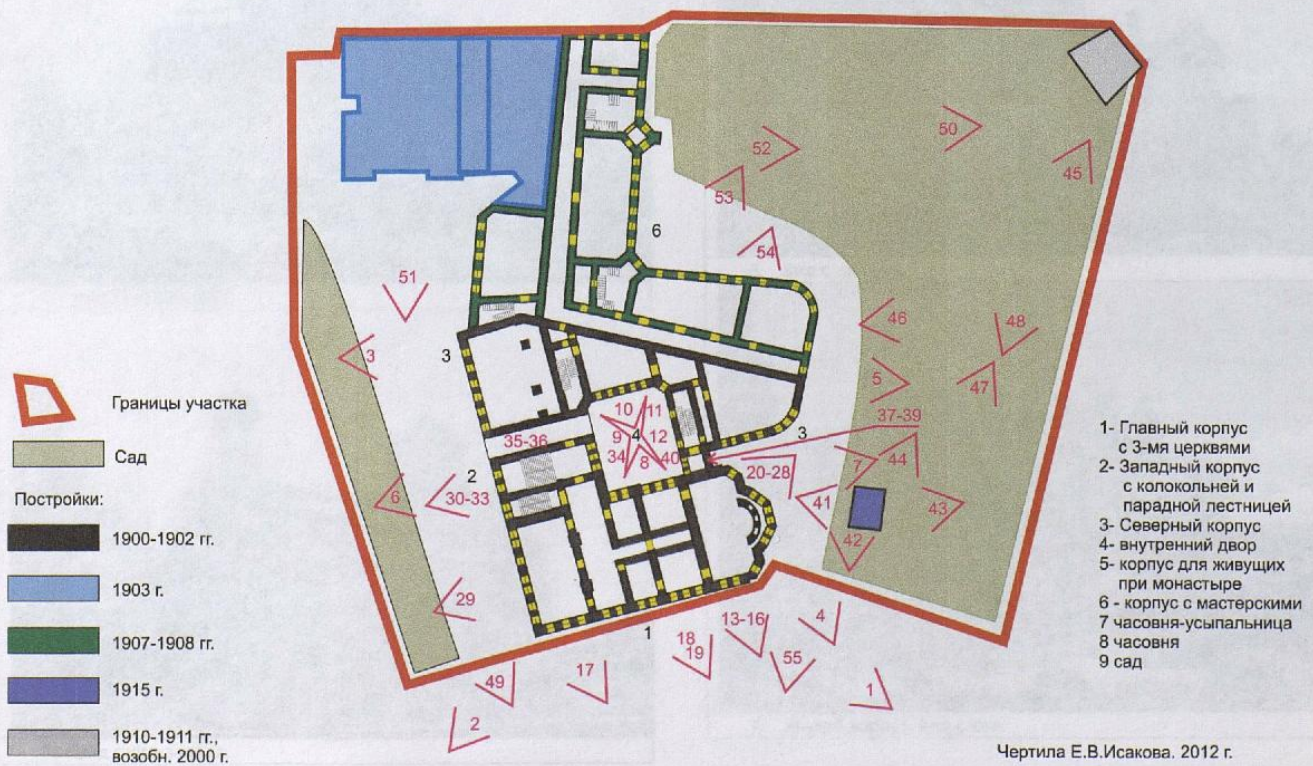 52
50
45
53
6
54
51
46
48
3
3
5
47
37-39
10
11
9
4
12
34
8
40
3
35-36
2
6
30-33
20-28
7
44
41
43
42
29
1
13-16
4
18
19
55
49
17
1
2
Границы участка
Сад
Постройки:
1900-1902 гг.
1903 г.
1907-1908 гг.
1915 г.
1910-1911 гг.,
возобн. 2000 г.
1- Главный корпус
с 3-мя церквями
2- Западный корпус
с колокольней и
парадной лестницей
3- Северный корпус
4- внутренний двор
5- корпус для живущих
при монастыре
6 - корпус с мастерскими
7 часовня-усыпальница
8 часовня
9 сад
Чертила Е.В.Исакова. 2012 г.